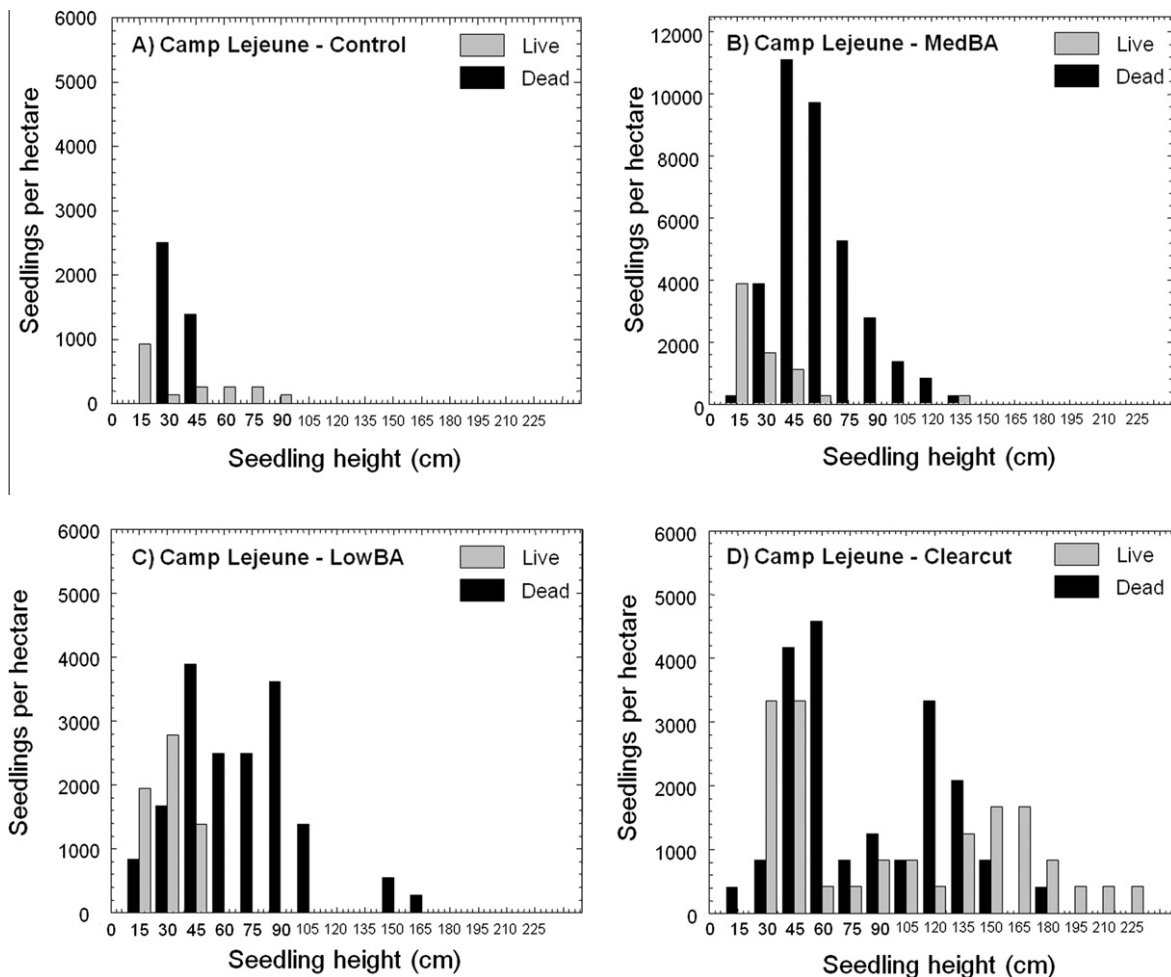 A) Camp Lejeune - Control
Live
Dead
Seedlings per hectare
6000
5000
4000
3000
2000
1000
0
0 15 30 45 60 75 90 105 120 135 150 165 180 195 210 225
Seedling height (cm)
B) Camp Lejeune - MedBA
Live
Dead
Seedlings per hectare
12000
10000
8000
6000
4000
2000
0
0 15 30 45 60 75 90 105 120 135 150 165 180 195 210 225
Seedling height (cm)
C) Camp Lejeune - LowBA
Live
Dead
Seedlings per hectare
6000
5000
4000
3000
2000
1000
0
0 15 30 45 60 75 90 105 120 135 150 165 180 195 210 225
Seedling height (cm)
D) Camp Lejeune - Clearcut
Live
Dead
Seedlings per hectare
6000
5000
4000
3000
2000
1000
0
0 15 30 45 60 75 90 105 120 135 150 165 180 195 210 225
Seedling height (cm)